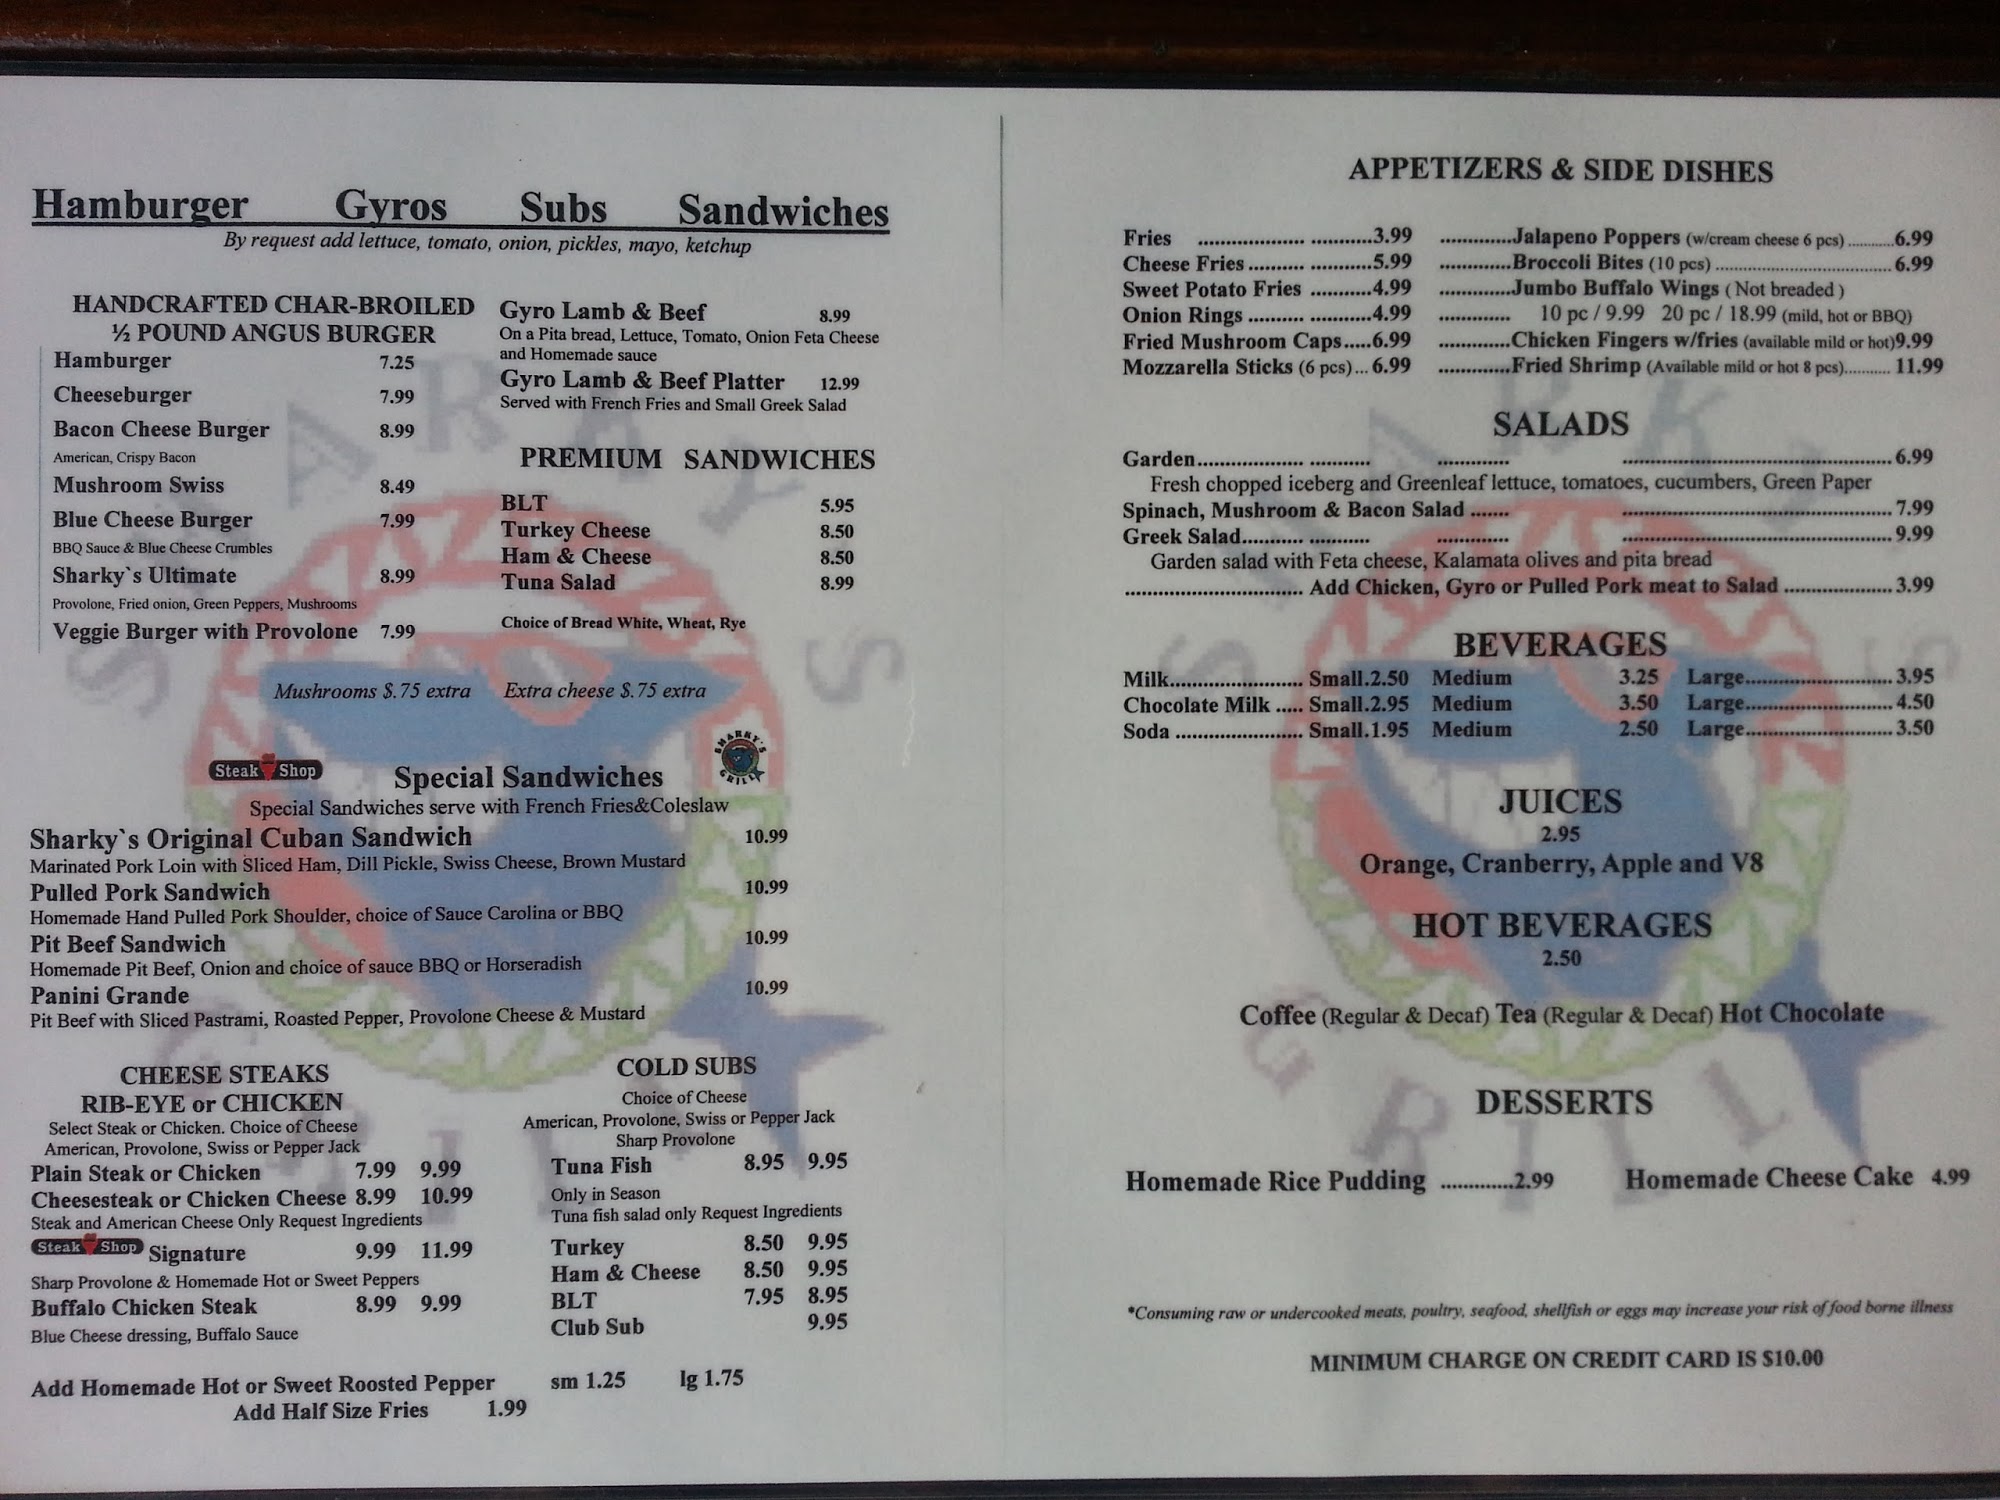 Hamburger Gyros Subs Sandwiches
By request add lettuce, tomato, onion, pickles, mayo, ketchup
HANDCRAFTED CHAR-BROILED
½ POUND ANGUS BURGER
Hamburger 7.25
Cheeseburger 7.99
Bacon Cheese Burger 8.99
American, Crispy Bacon
Mushroom Swiss 8.49
Blue Cheese Burger 7.99
BBQ Sauce & Blue Cheese Crumbles
Sharky`s Ultimate 8.99
Provolone, Fried onion, Green Peppers, Mushrooms
Veggie Burger with Provolone 7.99
Gyro Lamb & Beef 8.99
On a Pita bread, Lettuce, Tomato, Onion Feta Cheese
and Homemade sauce
Gyro Lamb & Beef Platter 12.99
Served with French Fries and Small Greek Salad
PREMIUM SANDWICHES
BLT 5.95
Turkey Cheese 8.50
Ham & Cheese 8.50
Tuna Salad 8.99
Choice of Bread White, Wheat, Rye
Mushrooms $.75 extra Extra cheese $.75 extra
Steak Shop Special Sandwiches SHARKY'S GRILL
Special Sandwiches serve with French Fries&Coleslaw
Sharky`s Original Cuban Sandwich 10.99
Marinated Pork Loin with Sliced Ham, Dill Pickle, Swiss Cheese, Brown Mustard
Pulled Pork Sandwich 10.99
Homemade Hand Pulled Pork Shoulder, choice of Sauce Carolina or BBQ
Pit Beef Sandwich 10.99
Homemade Pit Beef, Onion and choice of sauce BBQ or Horseradish
Panini Grande 10.99
Pit Beef with Sliced Pastrami, Roasted Pepper, Provolone Cheese & Mustard
CHEESE STEAKS
RIB-EYE or CHICKEN
Select Steak or Chicken. Choice of Cheese
American, Provolone, Swiss or Pepper Jack
Plain Steak or Chicken 7.99 9.99
Cheesesteak or Chicken Cheese 8.99 10.99
Steak and American Cheese Only Request Ingredients
Steak Shop Signature 9.99 11.99
Sharp Provolone & Homemade Hot or Sweet Peppers
Buffalo Chicken Steak 8.99 9.99
Blue Cheese dressing, Buffalo Sauce
COLD SUBS
Choice of Cheese
American, Provolone, Swiss or Pepper Jack
Sharp Provolone
Tuna Fish 8.95 9.95
Only in Season
Tuna fish salad only Request Ingredients
Turkey 8.50 9.95
Ham & Cheese 8.50 9.95
BLT 7.95 8.95
Club Sub 9.95
Add Homemade Hot or Sweet Roosted Pepper sm 1.25 lg 1.75
Add Half Size Fries 1.99
APPETIZERS & SIDE DISHES
Fries .................... ............3.99 .............Jalapeno Poppers (w/cream cheese 6 pcs) ...........6.99
Cheese Fries .......... ............5.99 .............Broccoli Bites (10 pcs) ......................................6.99
Sweet Potato Fries ............4.99 .............Jumbo Buffalo Wings ( Not breaded )
Onion Rings .......... ............4.99 ............. 10 pc / 9.99 20 pc / 18.99 (mild, hot or BBQ)
Fried Mushroom Caps.....6.99 .............Chicken Fingers w/fries (available mild or hot)9.99
Mozzarella Sticks (6 pcs)... 6.99 .............Fried Shrimp (Available mild or hot 8 pcs)........... 11.99
SALADS
Garden.................... ........... ............. .............................................6.99
Fresh chopped iceberg and Greenleaf lettuce, tomatoes, cucumbers, Green Paper
Spinach, Mushroom & Bacon Salad ....... .............................................7.99
Greek Salad........... ........... ............. .............................................9.99
Garden salad with Feta cheese, Kalamata olives and pita bread
................................. Add Chicken, Gyro or Pulled Pork meat to Salad ....................3.99
BEVERAGES
Milk........................ Small.2.50 Medium 3.25 Large...........................3.95
Chocolate Milk ..... Small.2.95 Medium 3.50 Large...........................4.50
Soda ....................... Small.1.95 Medium 2.50 Large...........................3.50
JUICES
2.95
Orange, Cranberry, Apple and V8
HOT BEVERAGES
2.50
Coffee (Regular & Decaf) Tea (Regular & Decaf) Hot Chocolate
DESSERTS
Homemade Rice Pudding .............2.99 Homemade Cheese Cake 4.99
*Consuming raw or undercooked meats, poultry, seafood, shellfish or eggs may increase your risk of food borne illness
MINIMUM CHARGE ON CREDIT CARD IS $10.00
SHARKY'S GRILL
SHARKY'S GRILL